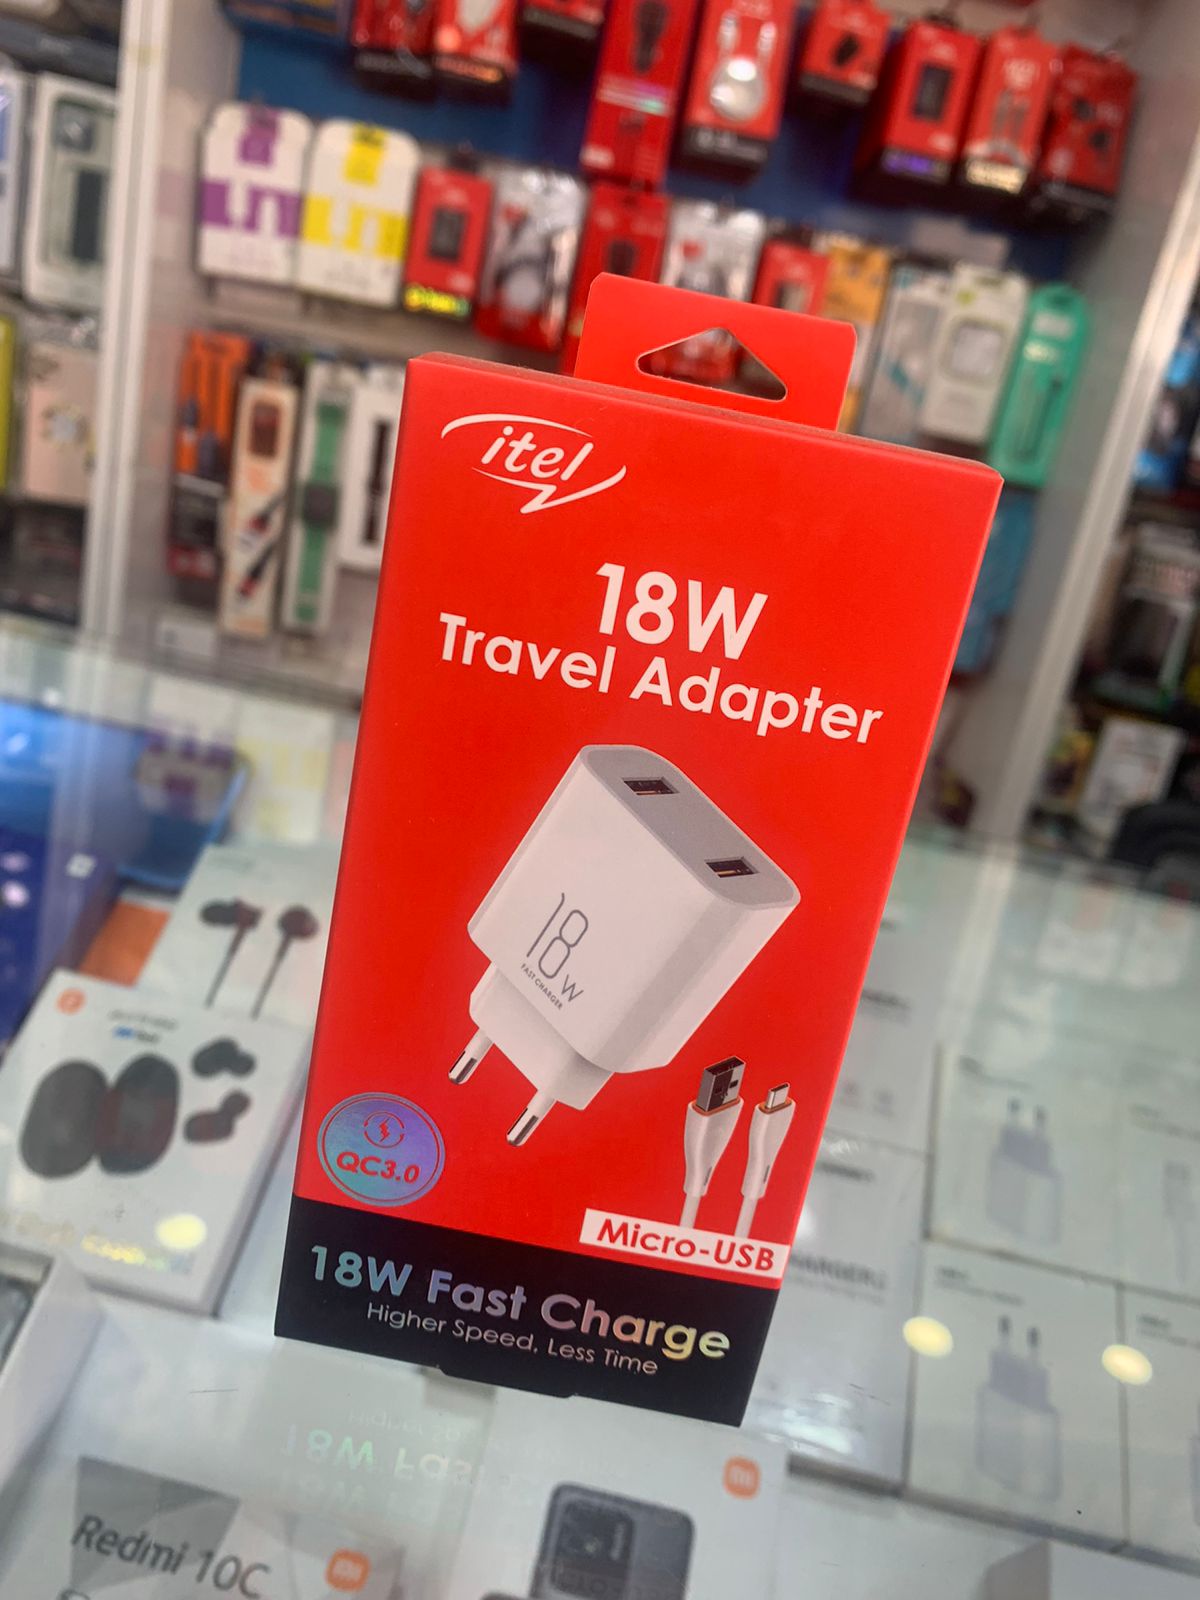 itel
18W
Travel Adapter
18W
FAST CHARGER
QC3.0
Micro-USB
18W Fast Charge
Higher Speed, Less Time
Redmi 10C